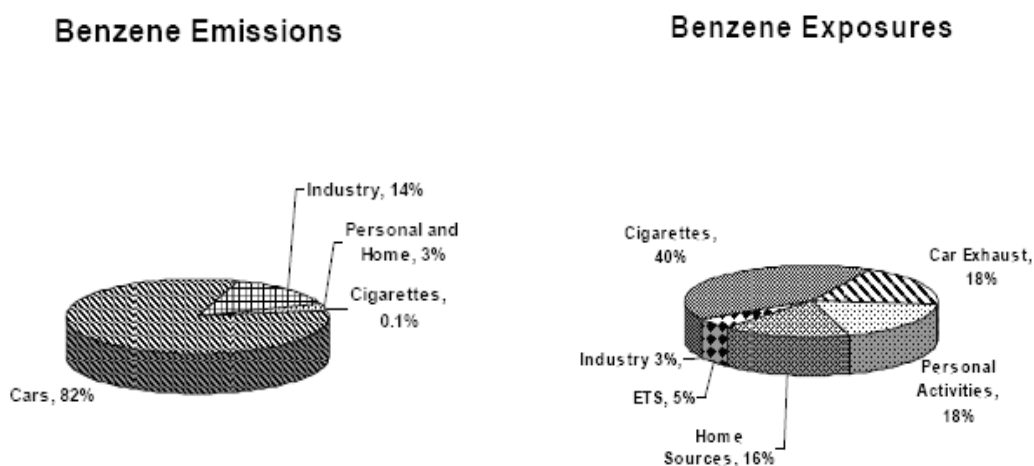 Benzene Emissions
Industry, 14%
Personal and
Home, 3%
Cigarettes,
0.1%
Cars, 82%
Benzene Exposures
Cigarettes,
40%
Car Exhaust,
18%
Industry 3%,
ETS, 5%
Personal
Activities,
18%
Home
Sources, 16%